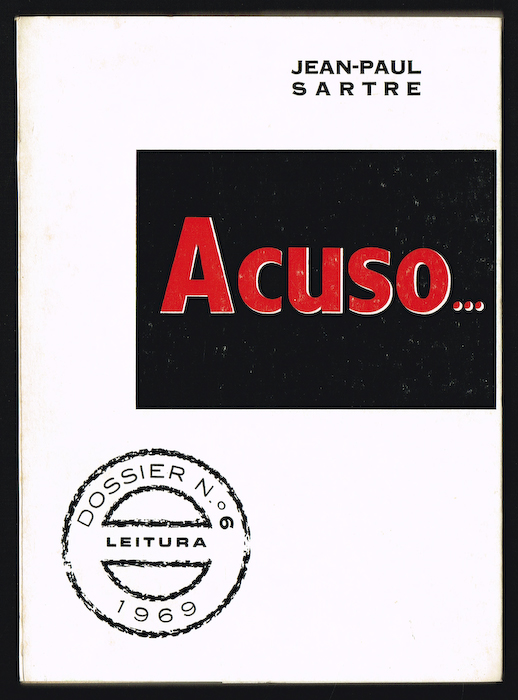 JEAN-PAUL
SARTRE
Acuso...
DOSSIER N.º 6
LEITURA
1969